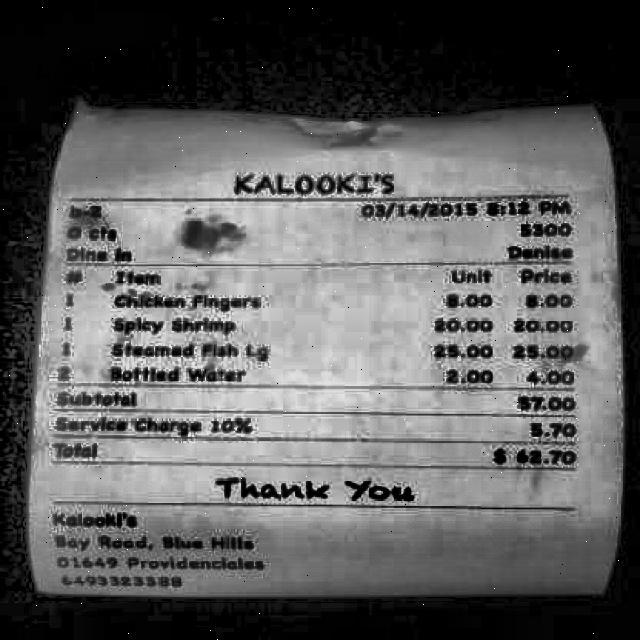 KALOOKI'S
03/14/2015 8:12 PM
5300
Dine In Denise
# Item Unit Price
1 Chicken Fingers 8.00 8.00
1 Spicy Shrimp 20.00 20.00
1 Steamed Fish Lg 25.00 25.00
2 Bottled Water 2.00 4.00
Subtotal 57.00
Service Charge 10% 5.70
Total $ 62.70
Thank You
Kalooki's
Bay Road, Blue Hills
01649 Providenciales
6493323388